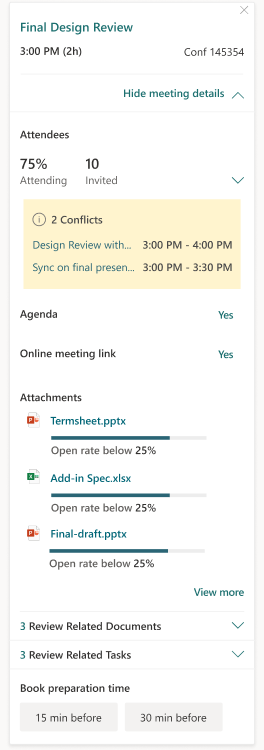 Final Design Review
3:00 PM (2h) Conf 145354
Hide meeting details
Attendees
75% 10
Attending Invited
2 Conflicts
Design Review with... 3:00 PM - 4:00 PM
Sync on final presen... 3:00 PM - 3:30 PM
Agenda Yes
Online meeting link Yes
Attachments
Termsheet.pptx
Open rate below 25%
Add-in Spec.xlsx
Open rate below 25%
Final-draft.pptx
Open rate below 25%
View more
3 Review Related Documents
3 Review Related Tasks
Book preparation time
15 min before 30 min before